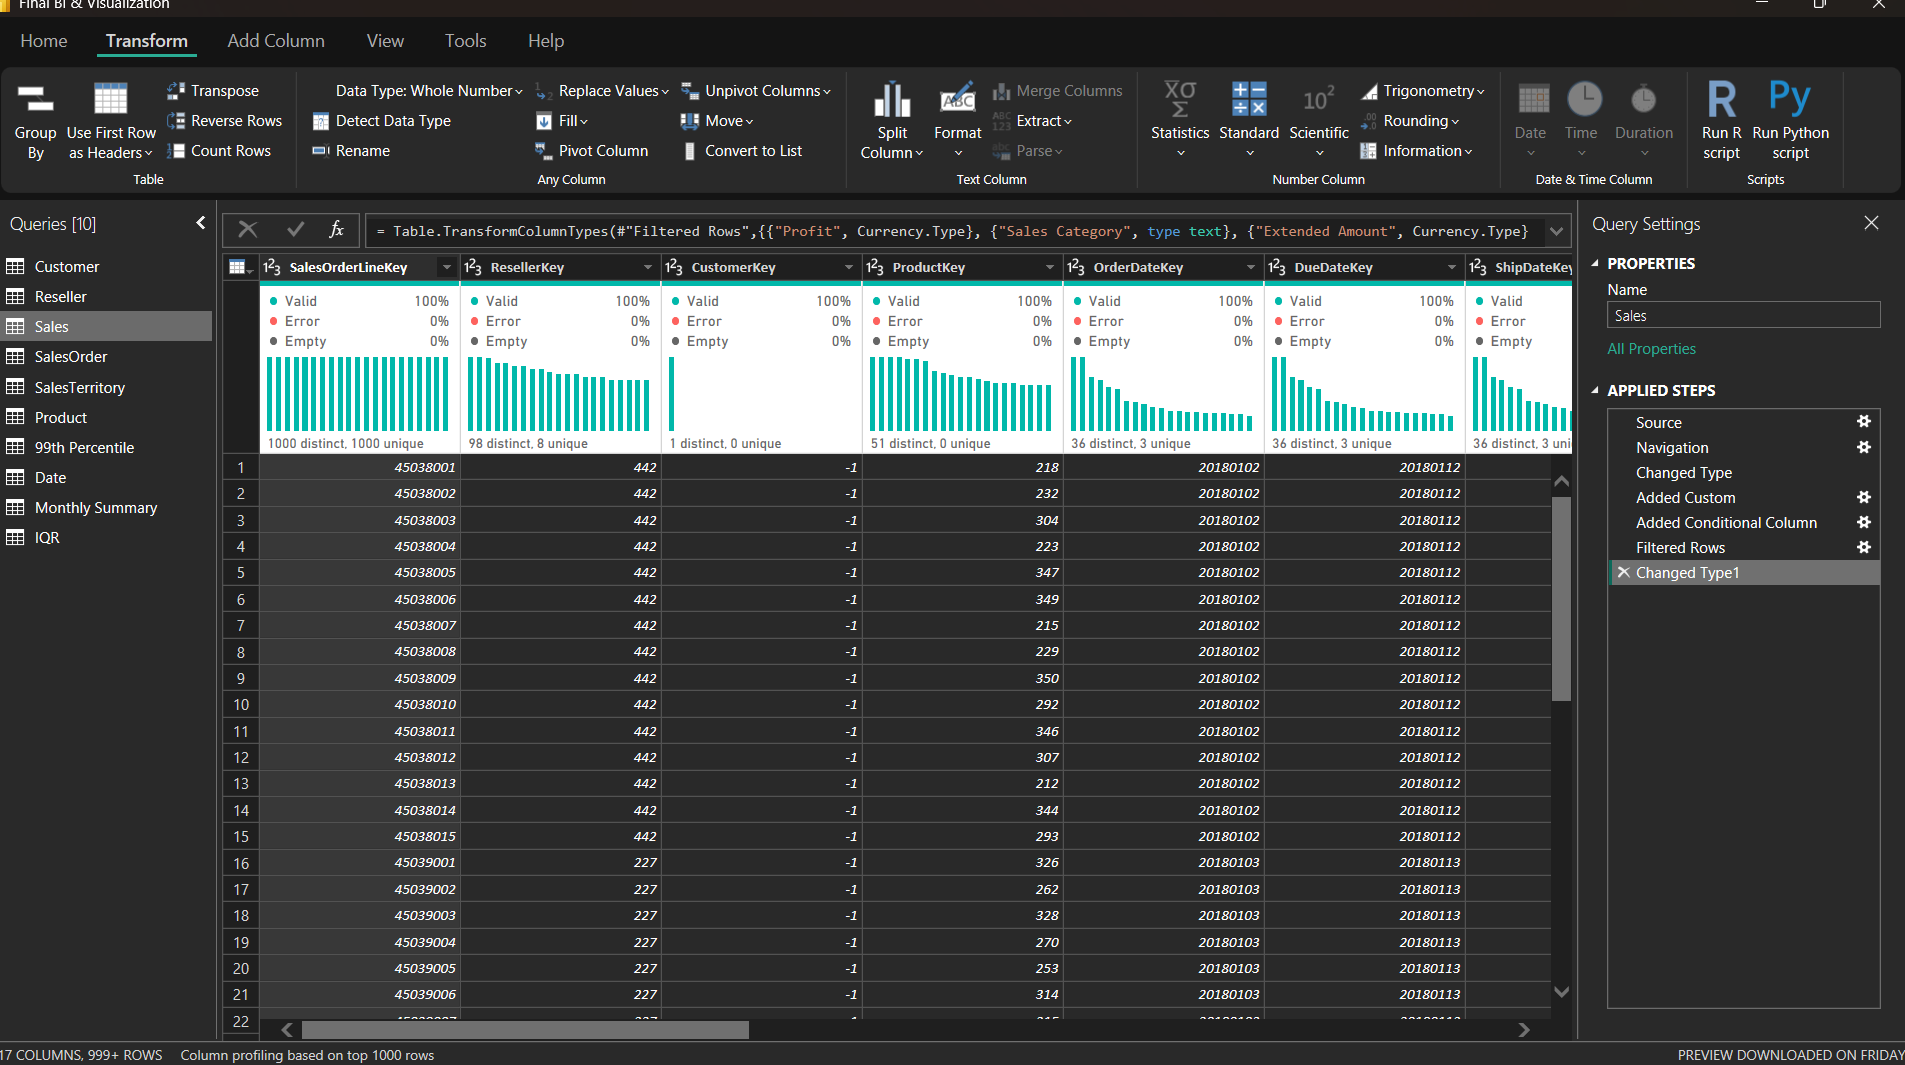 Final BI & Visualization
Home Transform Add Column View Tools Help
Group By
Use First Row as Headers
Transpose
Reverse Rows
Count Rows
Table
Data Type: Whole Number
Detect Data Type
Rename
Replace Values
Fill
Pivot Column
Unpivot Columns
Move
Convert to List
Any Column
Split Column
Format
Merge Columns
Extract
Parse
Text Column
Statistics
Standard
Scientific
Trigonometry
Rounding
Information
Number Column
Date
Time
Duration
Date & Time Column
Run R script
Run Python script
Scripts
Queries [10]
Customer
Reseller
Sales
SalesOrder
SalesTerritory
Product
99th Percentile
Date
Monthly Summary
IQR
fx = Table.TransformColumnTypes(#"Filtered Rows",{{"Profit", Currency.Type}, {"Sales Category", type text}, {"Extended Amount", Currency.Type}
SalesOrderLineKey ResellerKey CustomerKey ProductKey OrderDateKey DueDateKey ShipDateKey
Valid 100% Valid 100% Valid 100% Valid 100% Valid 100% Valid 100% Valid
Error 0% Error 0% Error 0% Error 0% Error 0% Error 0% Error
Empty 0% Empty 0% Empty 0% Empty 0% Empty 0% Empty 0% Empty
1000 distinct, 1000 unique 98 distinct, 8 unique 1 distinct, 0 unique 51 distinct, 0 unique 36 distinct, 3 unique 36 distinct, 3 unique 36 distinct, 3 uni
1 45038001 442 -1 218 20180102 20180112
2 45038002 442 -1 232 20180102 20180112
3 45038003 442 -1 304 20180102 20180112
4 45038004 442 -1 223 20180102 20180112
5 45038005 442 -1 347 20180102 20180112
6 45038006 442 -1 349 20180102 20180112
7 45038007 442 -1 215 20180102 20180112
8 45038008 442 -1 229 20180102 20180112
9 45038009 442 -1 350 20180102 20180112
10 45038010 442 -1 292 20180102 20180112
11 45038011 442 -1 346 20180102 20180112
12 45038012 442 -1 307 20180102 20180112
13 45038013 442 -1 212 20180102 20180112
14 45038014 442 -1 344 20180102 20180112
15 45038015 442 -1 293 20180102 20180112
16 45039001 227 -1 326 20180103 20180113
17 45039002 227 -1 262 20180103 20180113
18 45039003 227 -1 328 20180103 20180113
19 45039004 227 -1 270 20180103 20180113
20 45039005 227 -1 253 20180103 20180113
21 45039006 227 -1 314 20180103 20180113
22
Query Settings
PROPERTIES
Name
Sales
All Properties
APPLIED STEPS
Source
Navigation
Changed Type
Added Custom
Added Conditional Column
Filtered Rows
Changed Type1
17 COLUMNS, 999+ ROWS Column profiling based on top 1000 rows PREVIEW DOWNLOADED ON FRIDAY